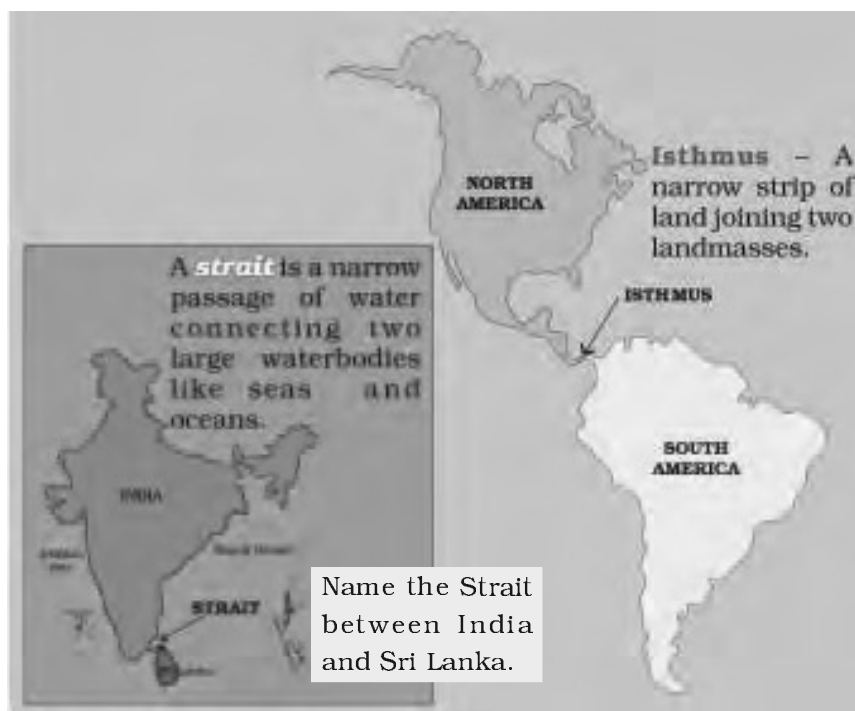 NORTH
AMERICA
Isthmus – A
narrow strip of
land joining two
landmasses.
ISTHMUS
SOUTH
AMERICA
A strait is a narrow
passage of water
connecting two
large waterbodies
like seas and
oceans.
INDIA
STRAIT
Name the Strait
between India
and Sri Lanka.